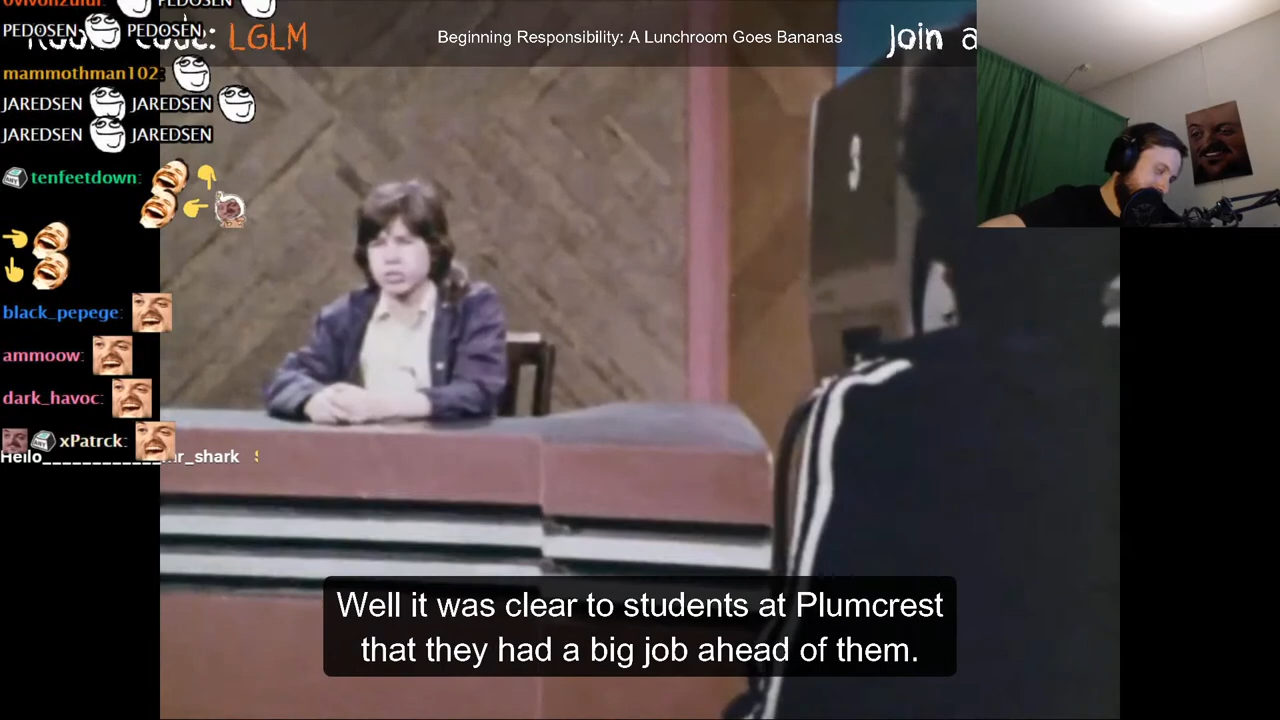 PEDOSEN
PEDOSEN PEDOSEN
LGLM
Beginning Responsibility: A Lunchroom Goes Bananas
Join a
mammothman102:
JAREDSEN JAREDSEN
JAREDSEN JAREDSEN
tenfeetdown:
black_pepege:
ammoow:
dark_havoc:
xPatrck:
Well it was clear to students at Plumcrest
that they had a big job ahead of them.